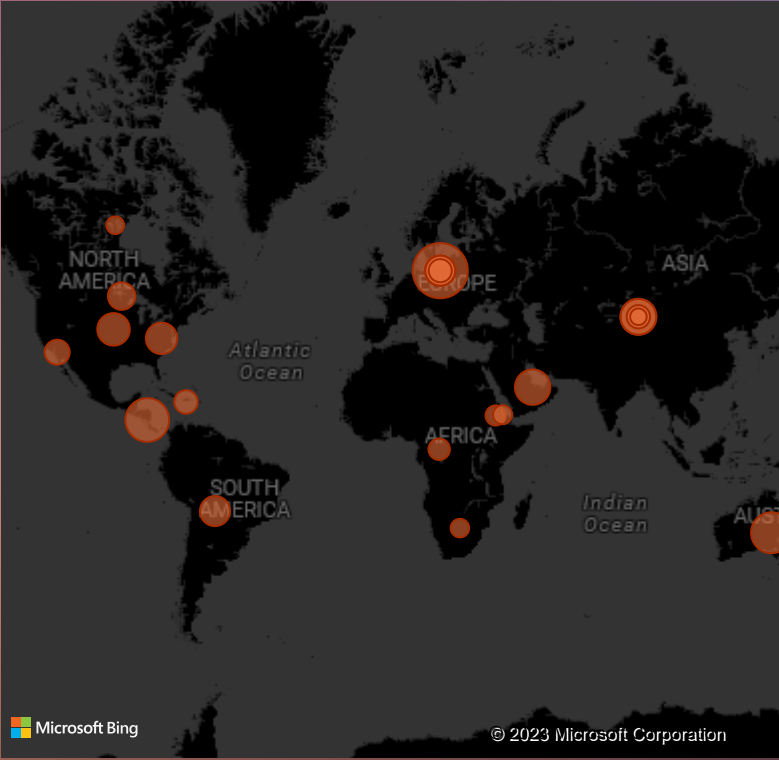 NORTH
AMERICA
EUROPE
ASIA
Atlantic
Ocean
AFRICA
SOUTH
AMERICA
Indian
Ocean
AUST
Microsoft Bing
© 2023 Microsoft Corporation